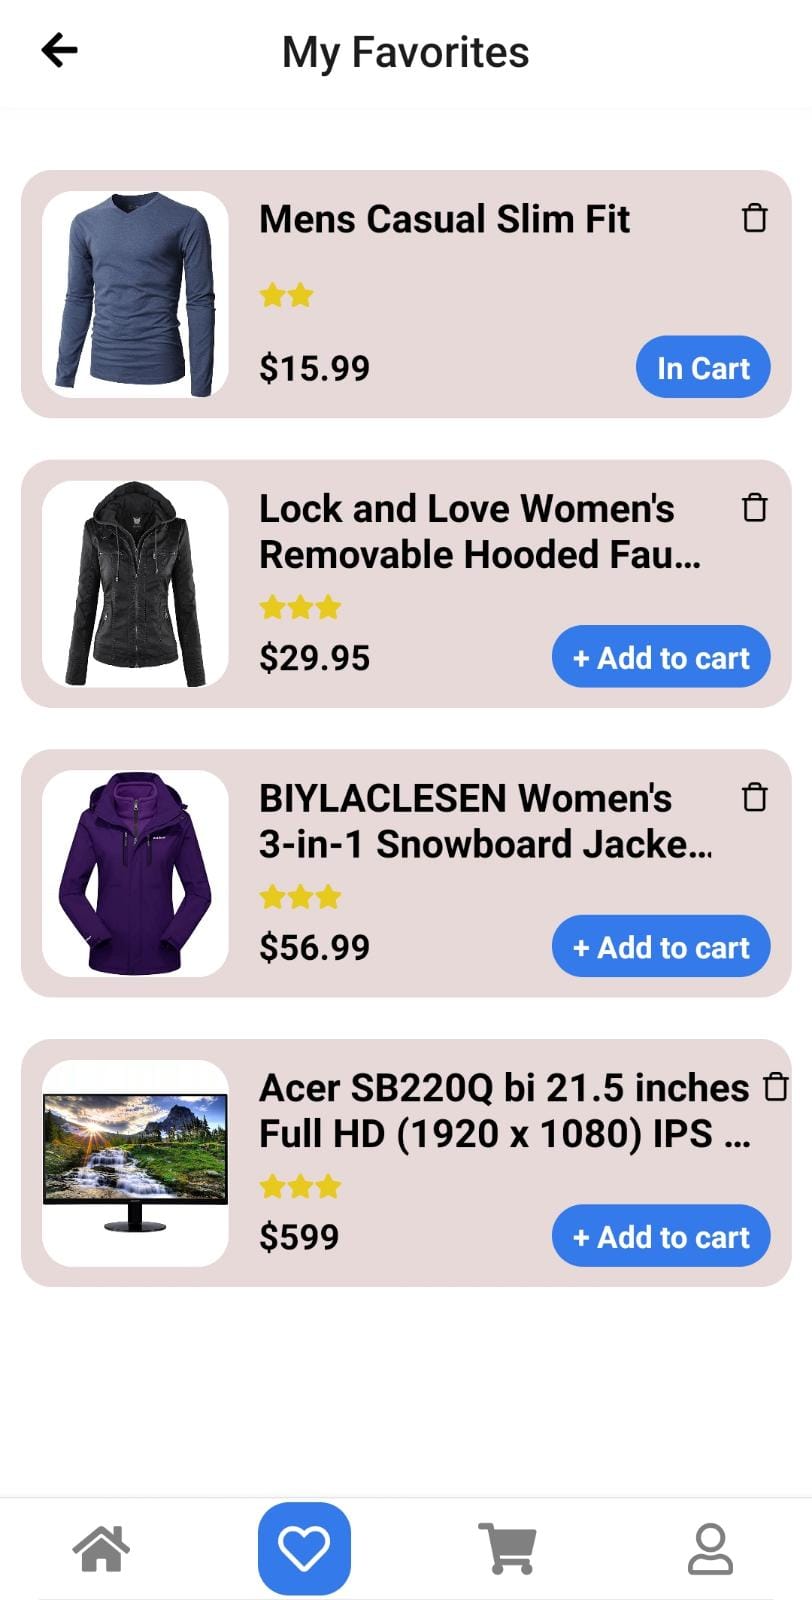 My Favorites
Mens Casual Slim Fit
$15.99
In Cart
Lock and Love Women's
Removable Hooded Fau...
$29.95
+ Add to cart
BIYLACLESEN Women's
3-in-1 Snowboard Jacke...
$56.99
+ Add to cart
Acer SB220Q bi 21.5 inches
Full HD (1920 x 1080) IPS ...
$599
+ Add to cart